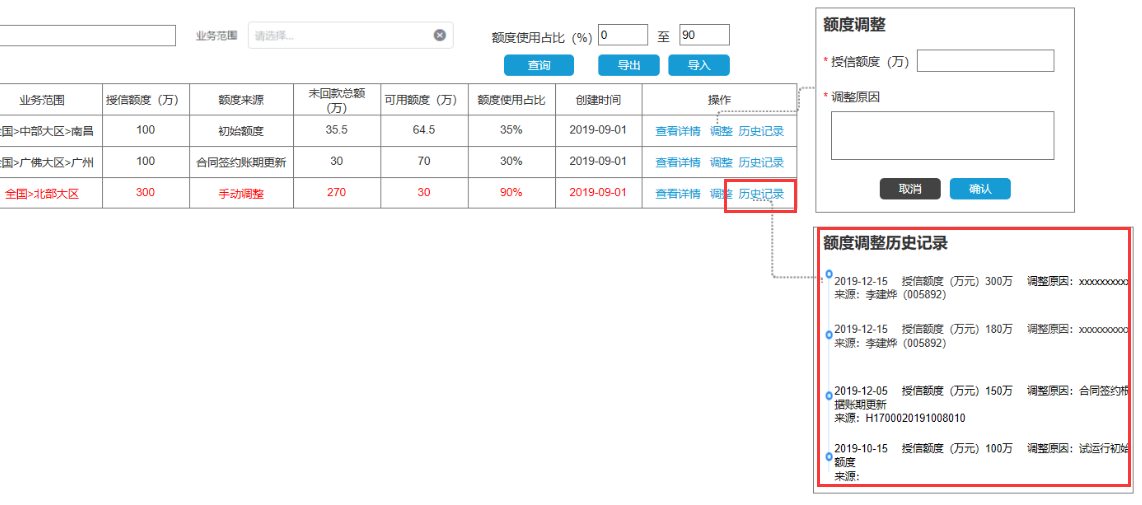 业务范围
请选择...
额度使用占比（%）
0
至
90
查询
导出
导入
业务范围
授信额度（万）
额度来源
未回款总额
（万）
可用额度（万）
额度使用占比
创建时间
操作
全国>中部大区>南昌
100
初始额度
35.5
64.5
35%
2019-09-01
查看详情
调整
历史记录
全国>广佛大区>广州
100
合同签约账期更新
30
70
30%
2019-09-01
查看详情
调整
历史记录
全国>北部大区
300
手动调整
270
30
90%
2019-09-01
查看详情
调整
历史记录
额度调整
* 授信额度（万）
* 调整原因
取消
确认
额度调整历史记录
2019-12-15 授信额度（万元）300万 调整原因：xxxxxxxxx
来源：李建烨（005892）
2019-12-15 授信额度（万元）180万 调整原因：xxxxxxxxx
来源：李建烨（005892）
2019-12-05 授信额度（万元）150万 调整原因：合同签约根
据账期更新
来源：H1700020191008010
2019-10-15 授信额度（万元）100万 调整原因：试运行初始
额度
来源：